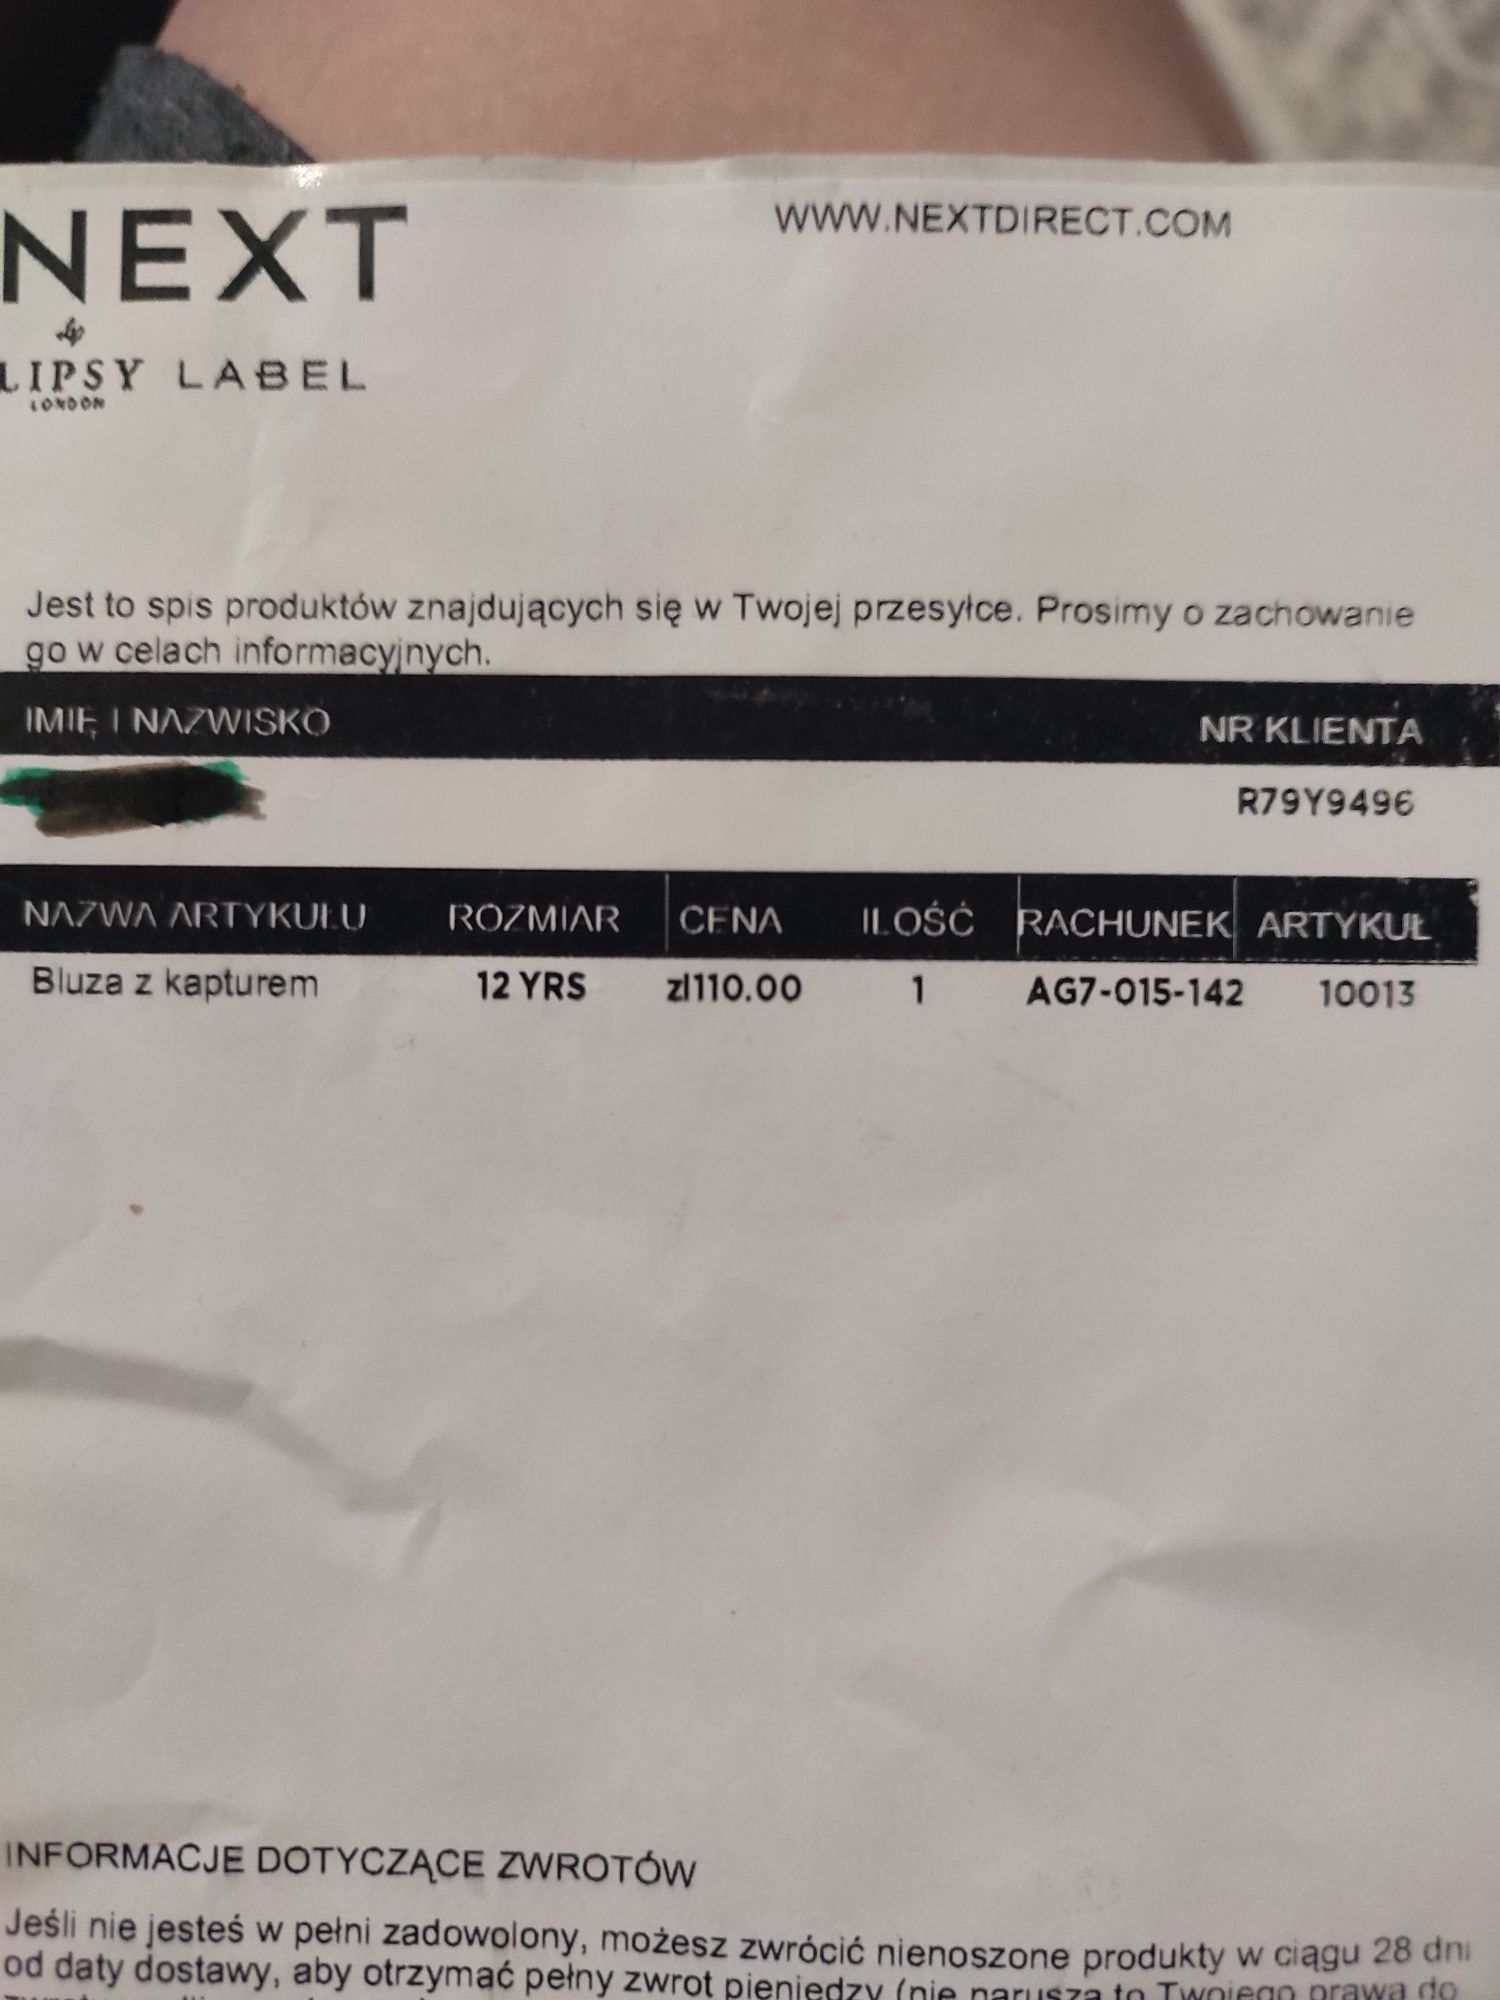 NEXT
WWW.NEXTDIRECT.COM
LIPSY LABEL
LONDON
Jest to spis produktów znajdujących się w Twojej przesyłce. Prosimy o zachowanie
go w celach informacyjnych.
IMIĘ I NAZWISKO NR KLIENTA
R79Y9496
NAZWA ARTYKUŁU ROZMIAR CENA ILOŚĆ RACHUNEK ARTYKUŁ
Bluza z kapturem 12 YRS zl110.00 1 AG7-015-142 10013
INFORMACJE DOTYCZĄCE ZWROTÓW
Jeśli nie jesteś w pełni zadowolony, możesz zwrócić nienoszone produkty w ciągu 28 dni
od daty dostawy, aby otrzymać pełny zwrot pieniędzy (nie narusza to Twojego prawa do